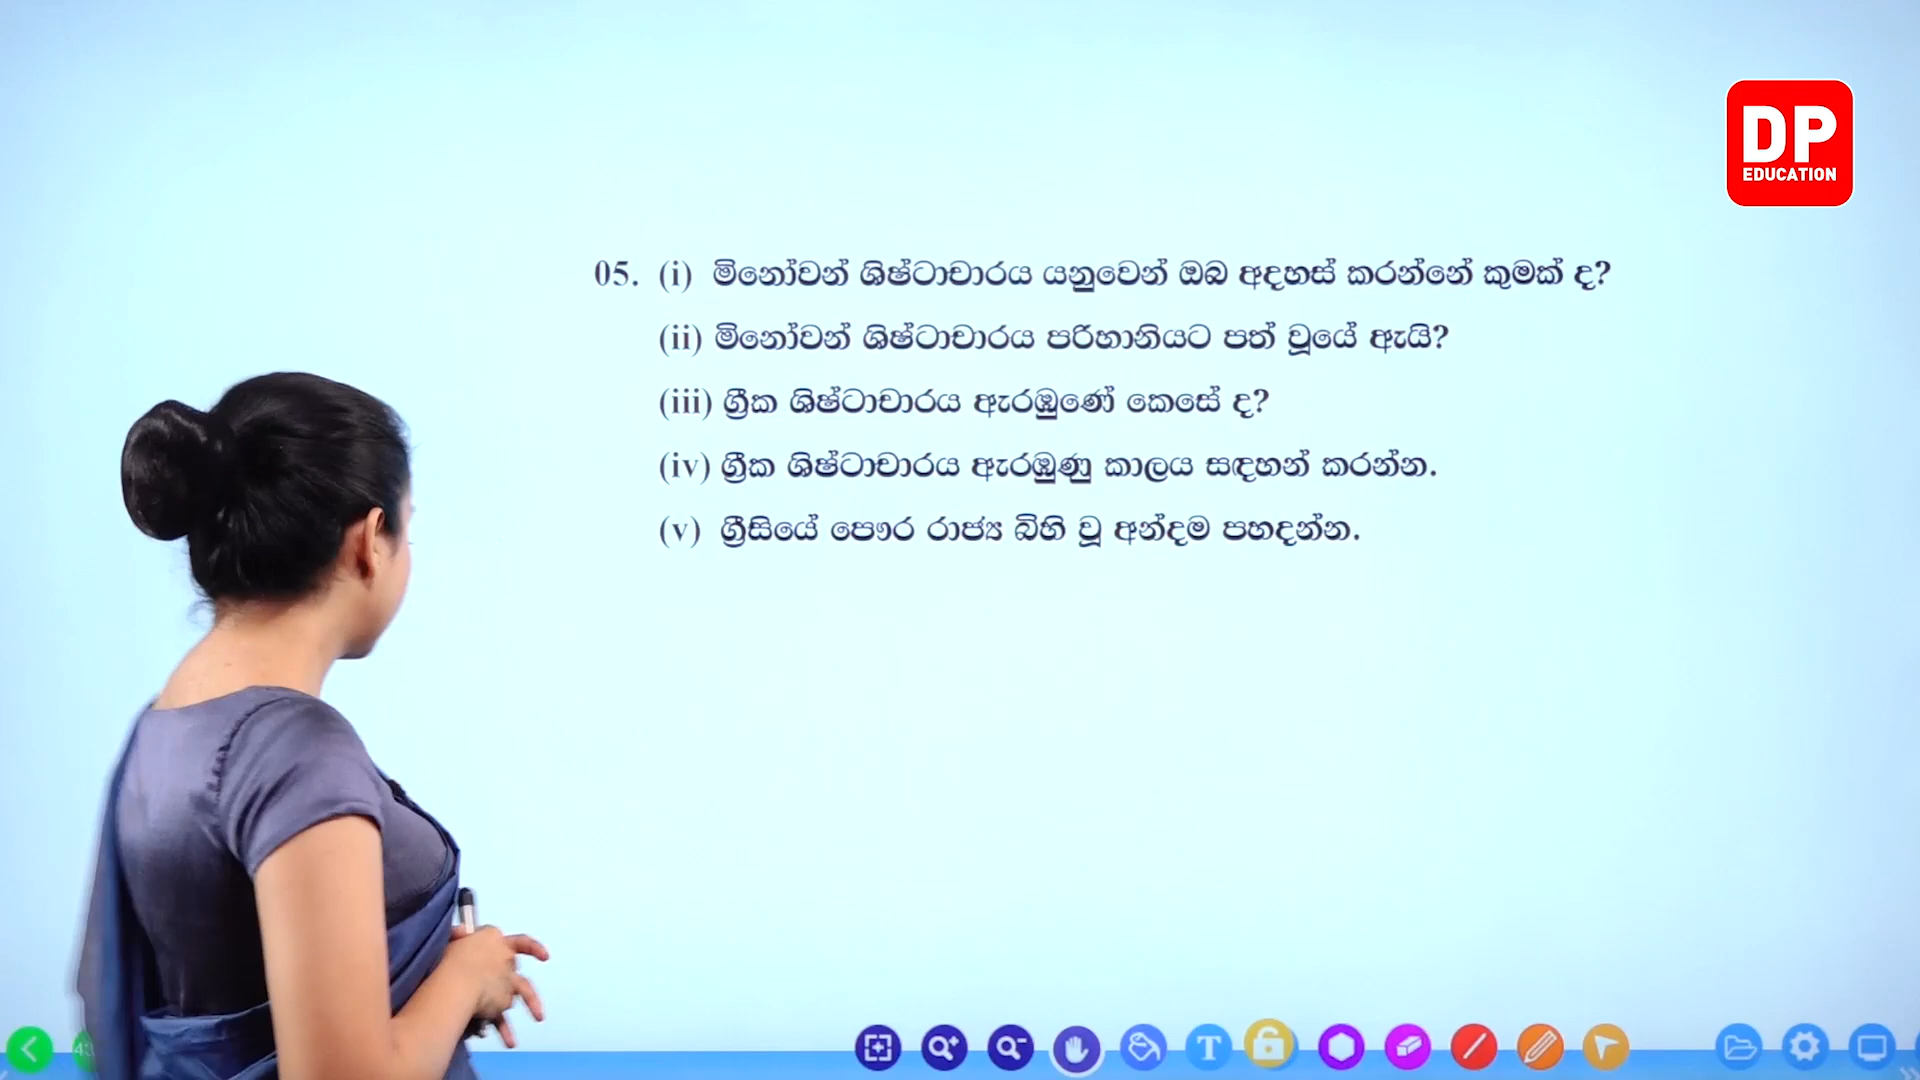 DP
EDUCATION
05. (i) මිනෝවන් ශිෂ්ටාචාරය යනුවෙන් ඔබ අදහස් කරන්නේ කුමක් ද?
(ii) මිනෝවන් ශිෂ්ටාචාරය පරිහානියට පත් වූයේ ඇයි?
(iii) ග්‍රීක ශිෂ්ටාචාරය ඇරඹුණේ කෙසේ ද?
(iv) ග්‍රීක ශිෂ්ටාචාරය ඇරඹුණු කාලය සඳහන් කරන්න.
(v) ග්‍රීසියේ පෞර රාජ්‍ය බිහි වූ අන්දම පහදන්න.
T